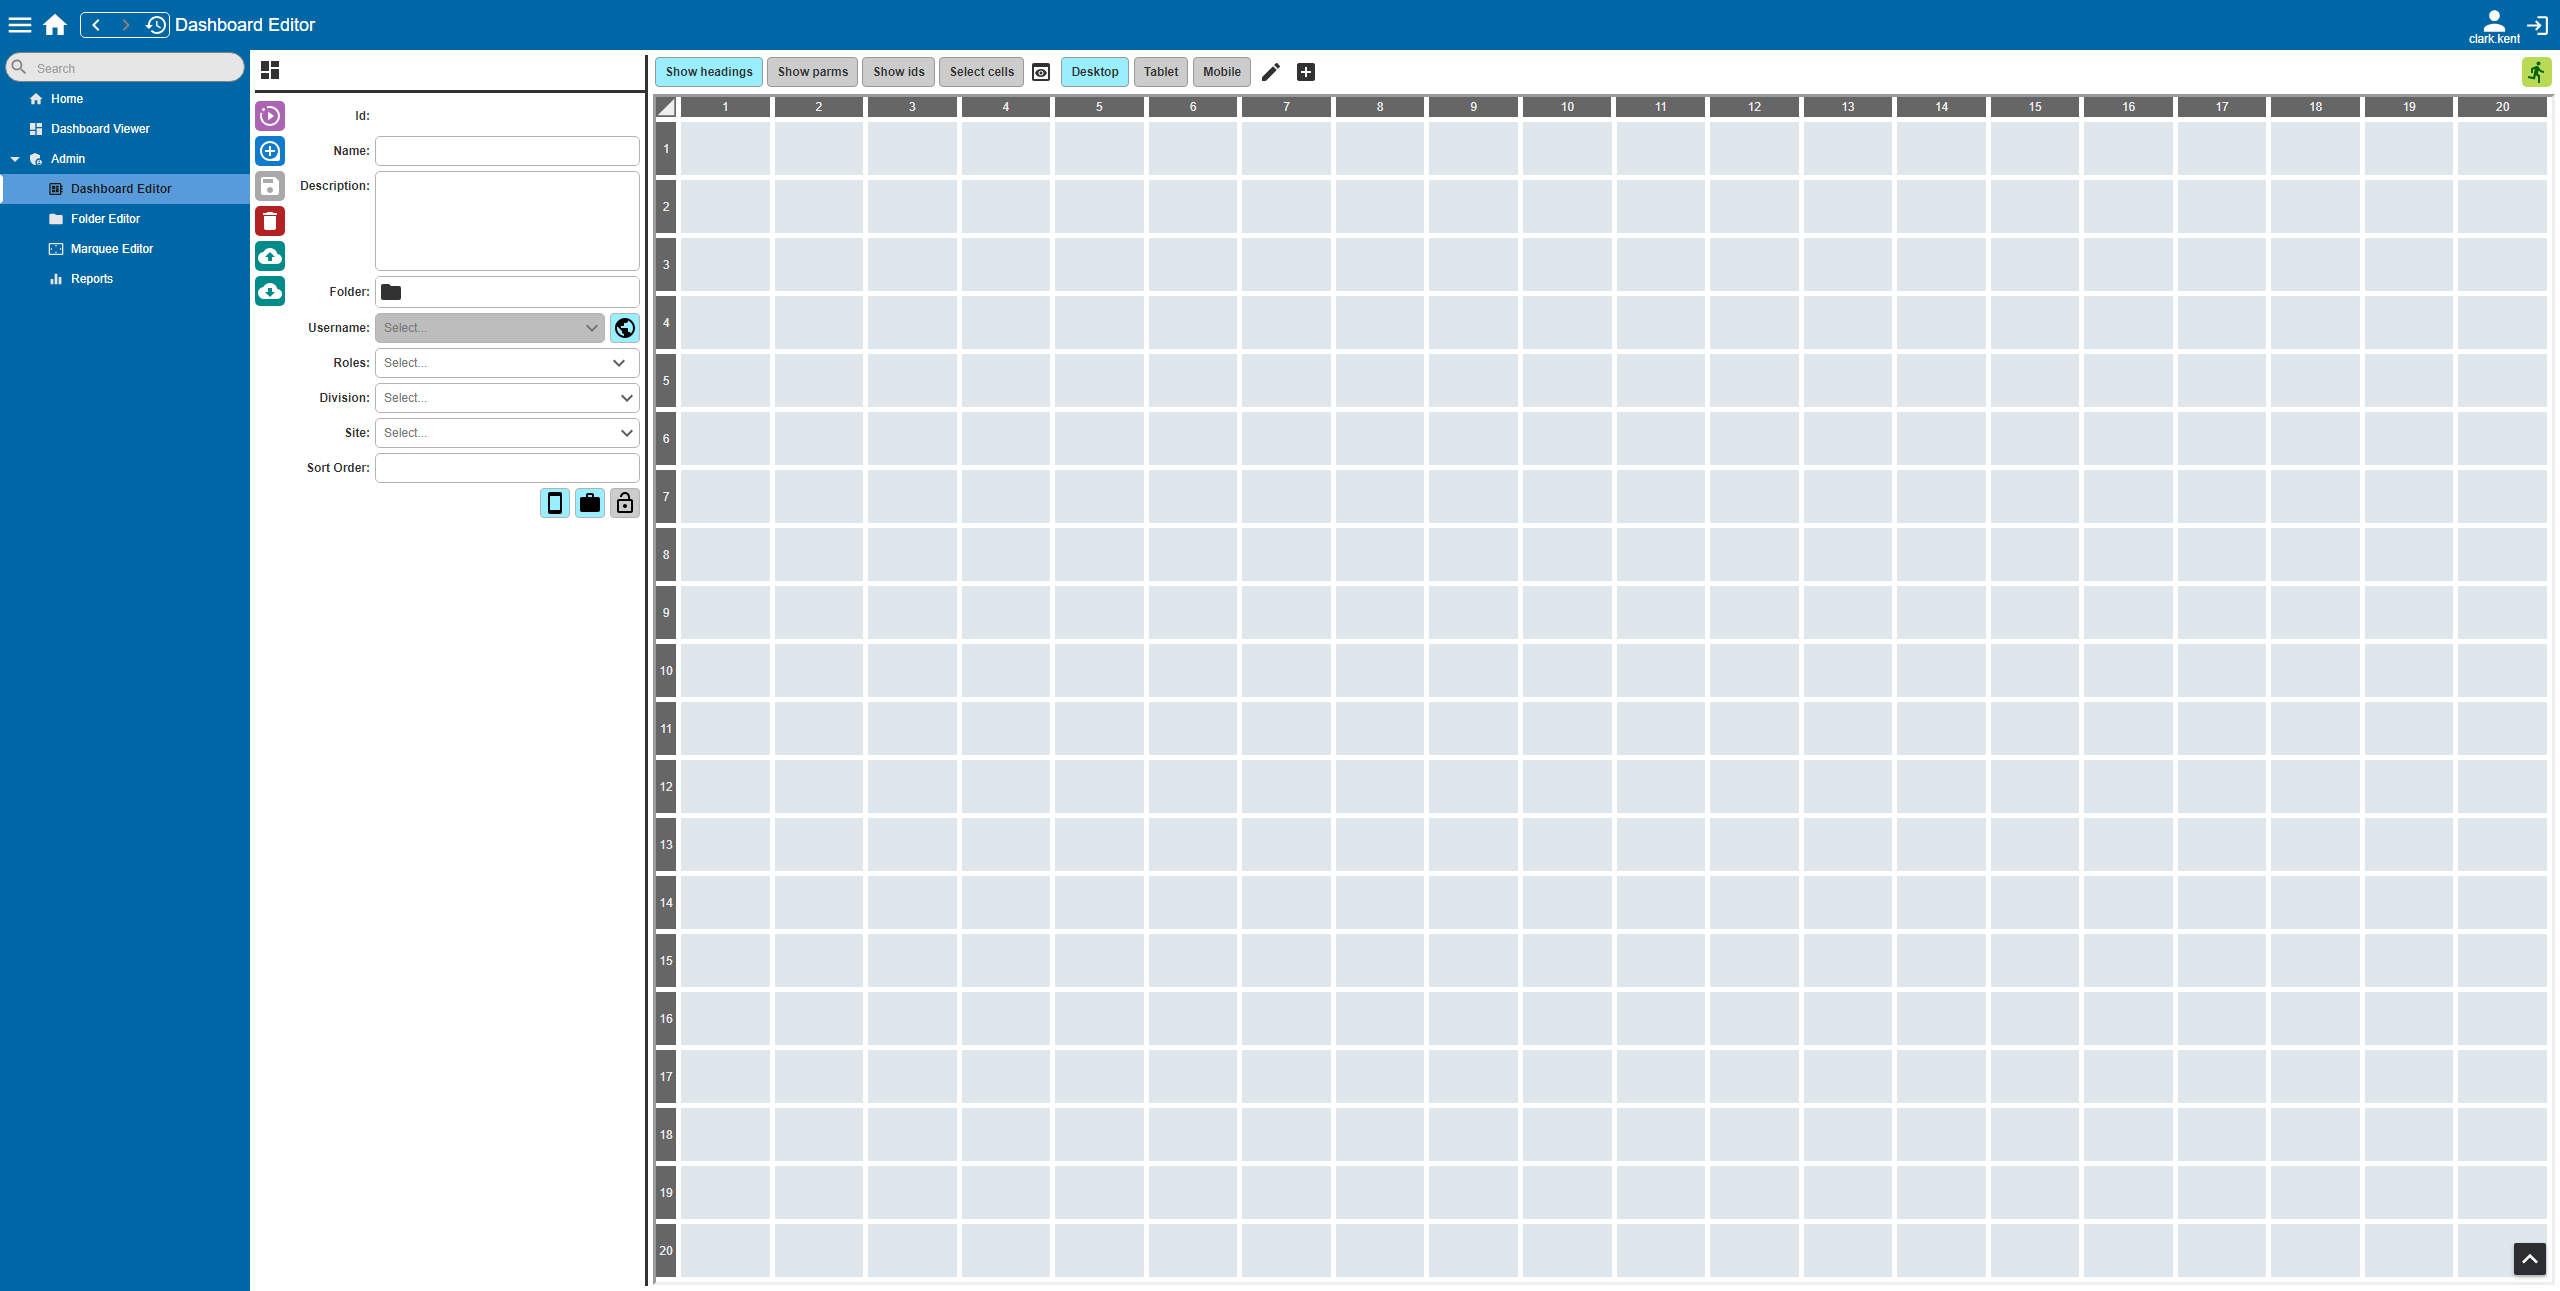 Dashboard Editor
clark.kent
Search
Home
Dashboard Viewer
Admin
Dashboard Editor
Folder Editor
Marquee Editor
Reports
Id:
Name:
Description:
Folder:
Username: Select...
Roles: Select...
Division: Select...
Site: Select...
Sort Order:
Show headings Show parms Show ids Select cells Desktop Tablet Mobile
1 2 3 4 5 6 7 8 9 10 11 12 13 14 15 16 17 18 19 20
1
2
3
4
5
6
7
8
9
10
11
12
13
14
15
16
17
18
19
20